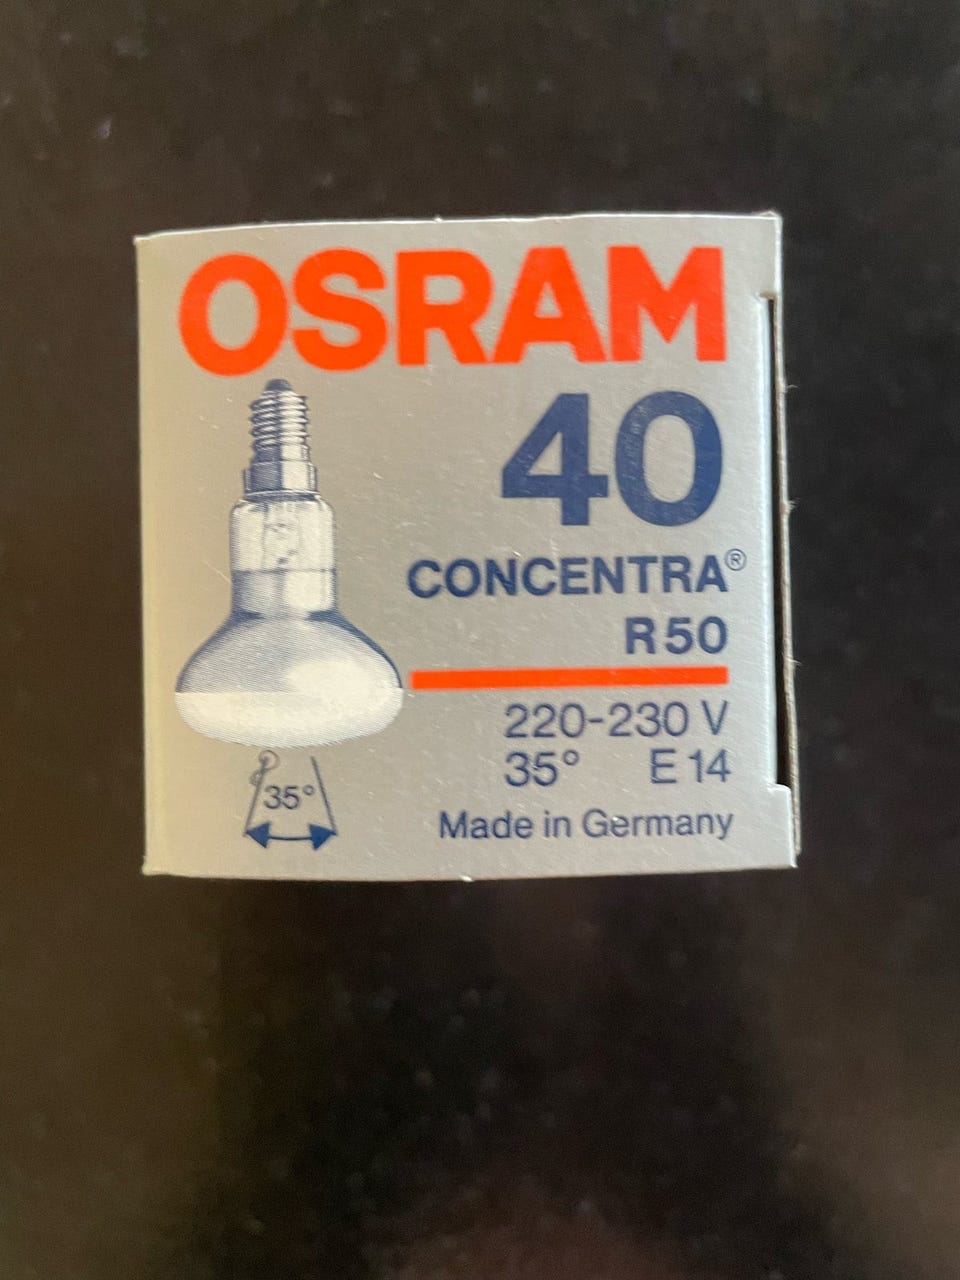 OSRAM
40
CONCENTRA®
R50
220-230 V
35° E14
35°
Made in Germany